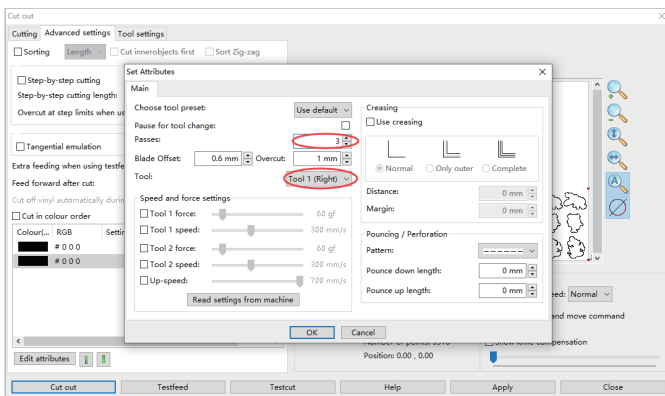 Cut out
Cutting Advanced settings Tool settings
Sorting Length Cut innerobjects first Sort Zig-zag
Step-by-step cutting
Step-by-step cutting length:
Overcut at step limits when us
Tangential emulation
Extra feeding when using testfe
Feed forward after cut:
Cut off vinyl automatically durin
Cut in colour order
Colour(... RGB Settin
# 0 0 0
# 0 0 0
Edit attributes
Set Attributes
Main
Choose tool preset: Use default
Pause for tool change:
Passes: 3
Blade Offset: 0.6 mm Overcut: 1 mm
Tool: Tool 1 (Right)
Speed and force settings
Tool 1 force: 60 gf
Tool 1 speed: 300 mm/s
Tool 2 force: 60 gf
Tool 2 speed: 300 mm/s
Up-speed: 700 mm/s
Read settings from machine
Creasing
Use creasing
Normal Only outer Complete
Distance: 0 mm
Margin: 0 mm
Pouncing / Perforation
Pattern:
Pounce down length: 0 mm
Pounce up length: 0 mm
OK Cancel
eed: Normal
and move command
Number of points:
Show knife compensation
Position: 0.00 , 0.00
Cut out Testfeed Testcut Help Apply Close